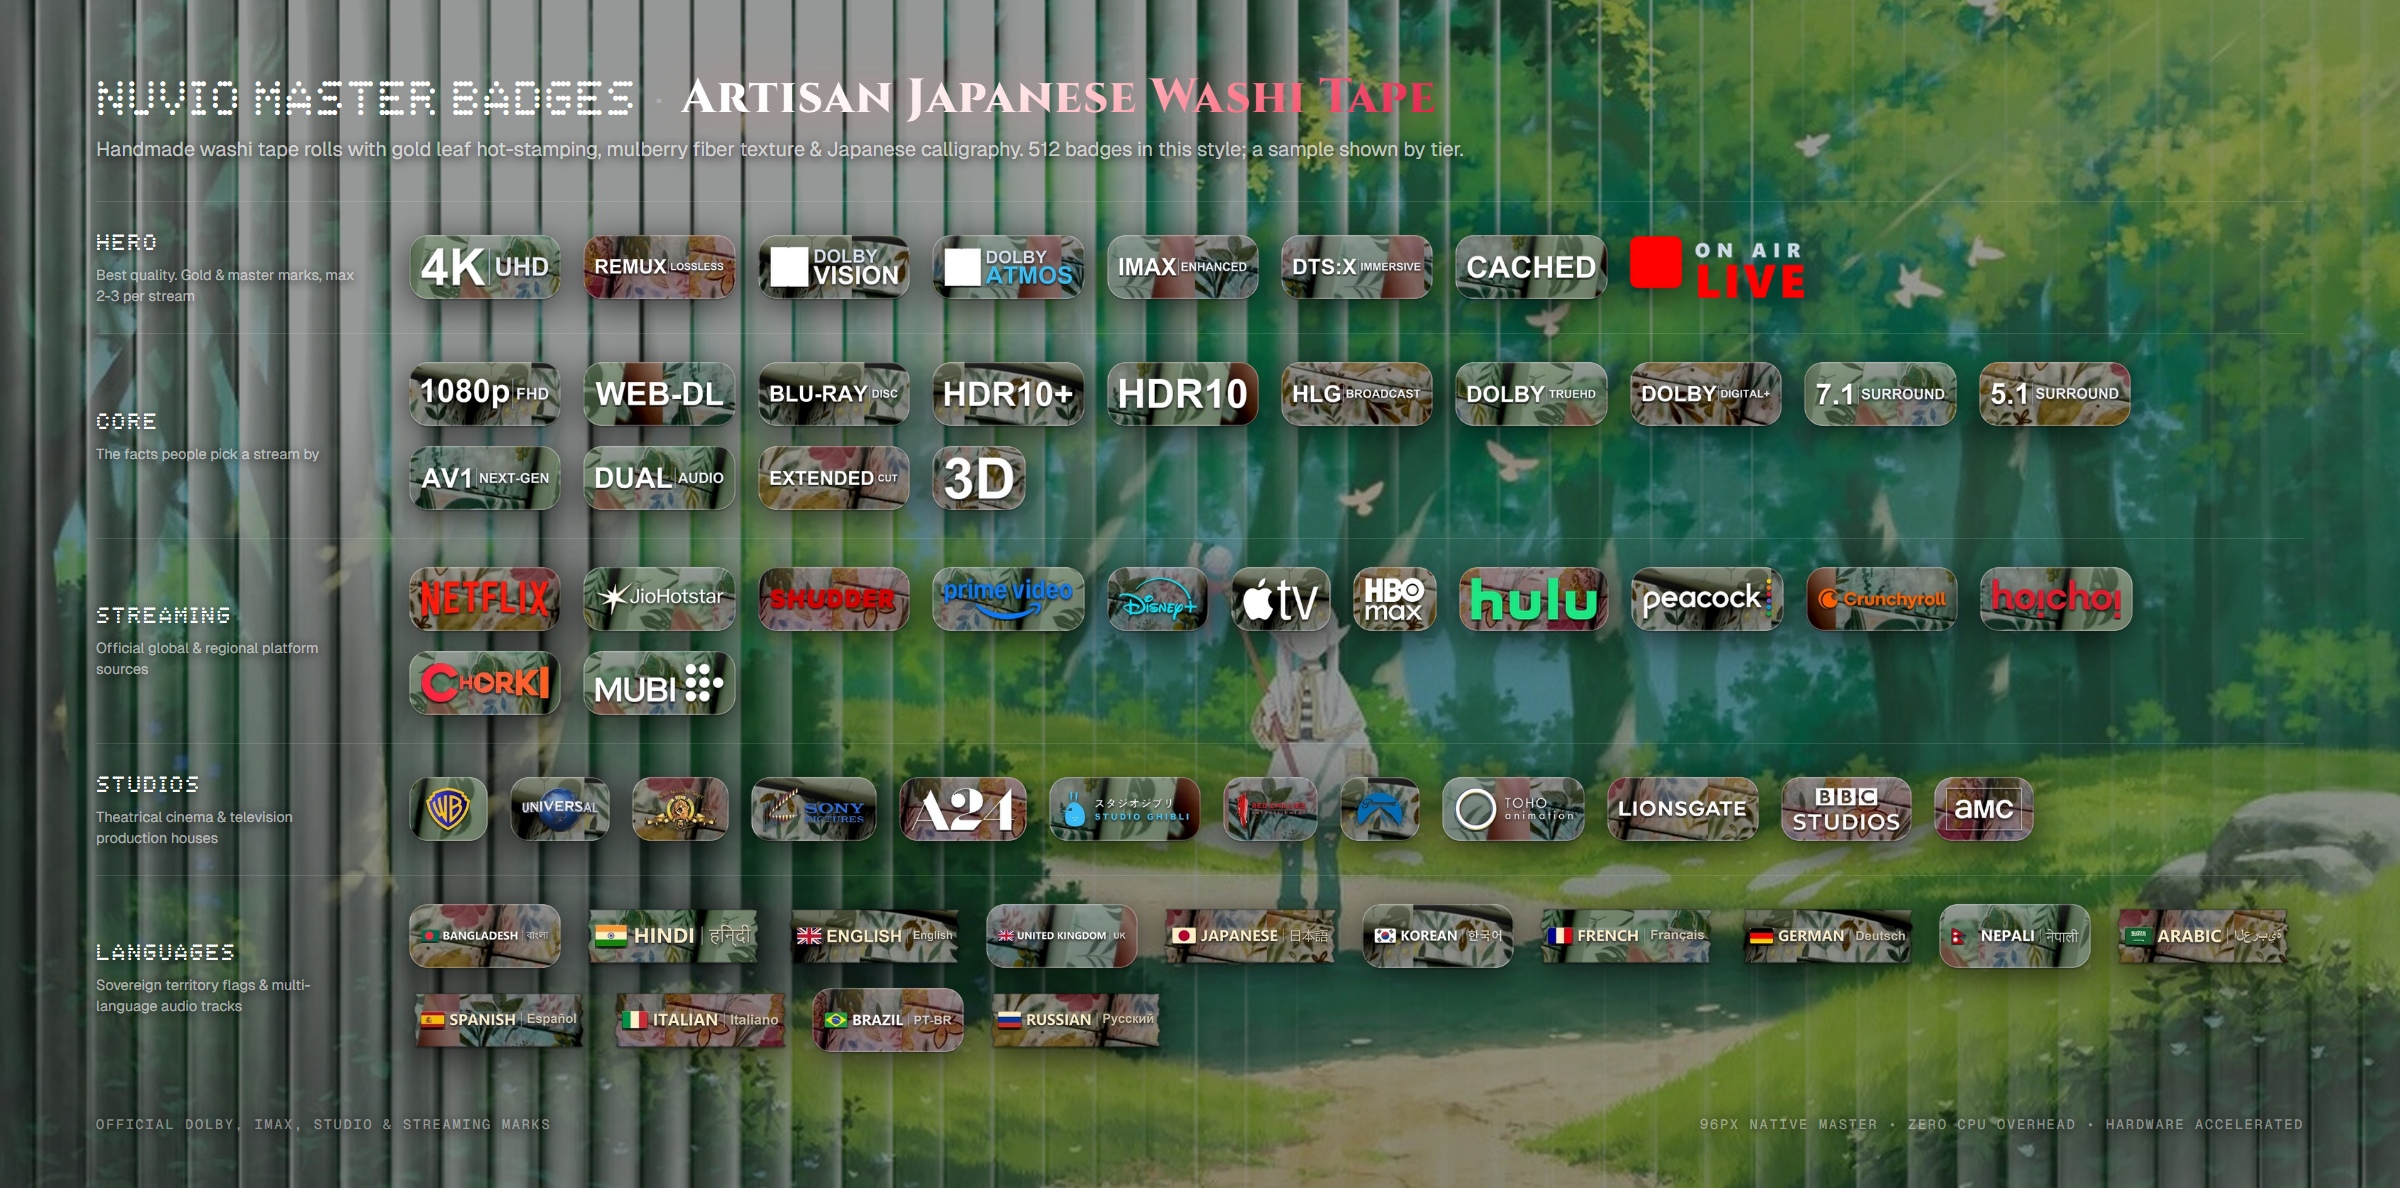 NUVIO MASTER BADGES · ARTISAN JAPANESE WASHI TAPE
Handmade washi tape rolls with gold leaf hot-stamping, mulberry fiber texture & Japanese calligraphy. 512 badges in this style; a sample shown by tier.
HERO
Best quality. Gold & master marks, max
2-3 per stream
4K UHD
REMUX LOSSLESS
DOLBY
VISION
DOLBY
ATMOS
IMAX ENHANCED
DTS:X IMMERSIVE
CACHED
ON AIR
LIVE
CORE
The facts people pick a stream by
1080p FHD
WEB-DL
BLU-RAY DISC
HDR10+
HDR10
HLG BROADCAST
DOLBY TRUEHD
DOLBY DIGITAL+
7.1 SURROUND
5.1 SURROUND
AV1 NEXT-GEN
DUAL AUDIO
EXTENDED CUT
3D
STREAMING
Official global & regional platform
sources
NETFLIX
JioHotstar
SHUDDER
prime video
Disney+
tv
HBO
max
hulu
peacock
Crunchyroll
hoichoi
CHORKI
MUBI
STUDIOS
Theatrical cinema & television
production houses
WB
UNIVERSAL
SONY
PICTURES
A24
スタジオジブリ
STUDIO GHIBLI
TOHO
animation
LIONSGATE
BBC
STUDIOS
aMC
LANGUAGES
Sovereign territory flags & multi-
language audio tracks
BANGLADESH বাংলা
HINDI हनिदी
ENGLISH English
UNITED KINGDOM UK
JAPANESE 日本語
KOREAN 한국어
FRENCH Français
GERMAN Deutsch
NEPALI नेपाली
ARABIC
SPANISH Español
ITALIAN Italiano
BRAZIL PT-BR
RUSSIAN Русский
OFFICIAL DOLBY, IMAX, STUDIO & STREAMING MARKS
96PX NATIVE MASTER • ZERO CPU OVERHEAD • HARDWARE ACCELERATED